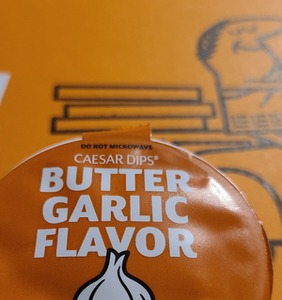 DO NOT MICROWAVE
CAESAR DIPS®
BUTTER
GARLIC
FLAVOR